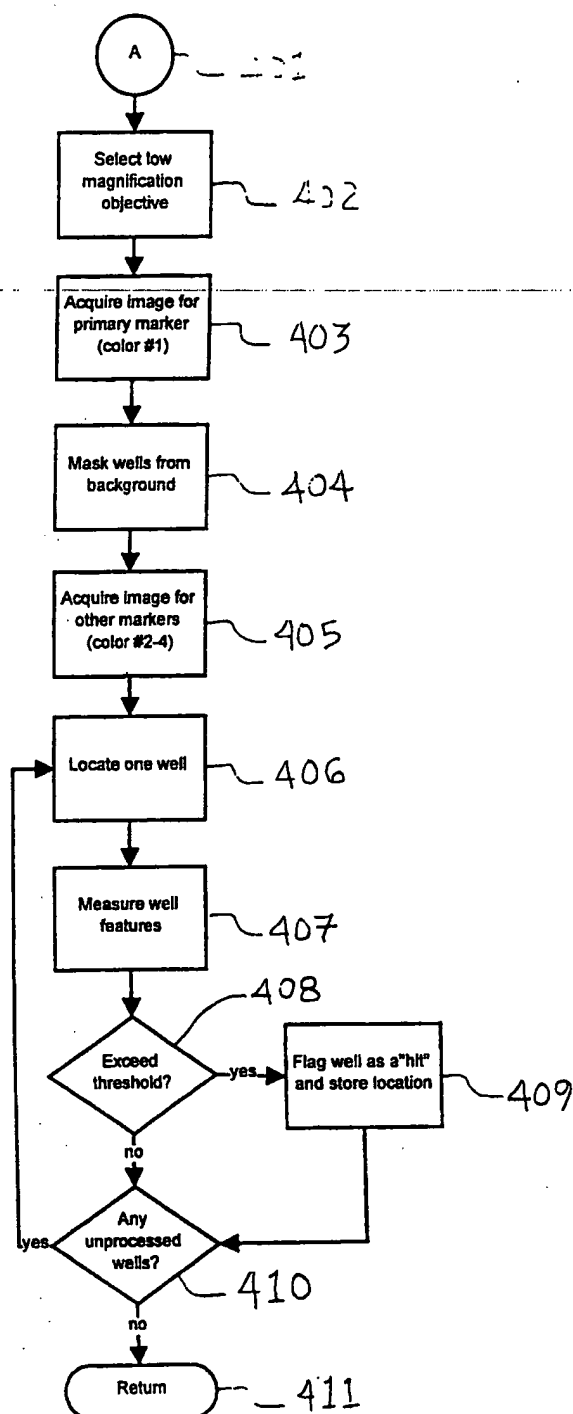 A
Select low
magnification
objective
402
Acquire image for
primary marker
(color #1)
403
Mask wells from
background
404
Acquire image for
other markers
(color #2-4)
405
Locate one well
406
Measure well
features
407
408
Exceed
threshold?
yes
Flag well as a "hit"
and store location
409
no
Any
unprocessed
wells?
yes
410
no
Return
411